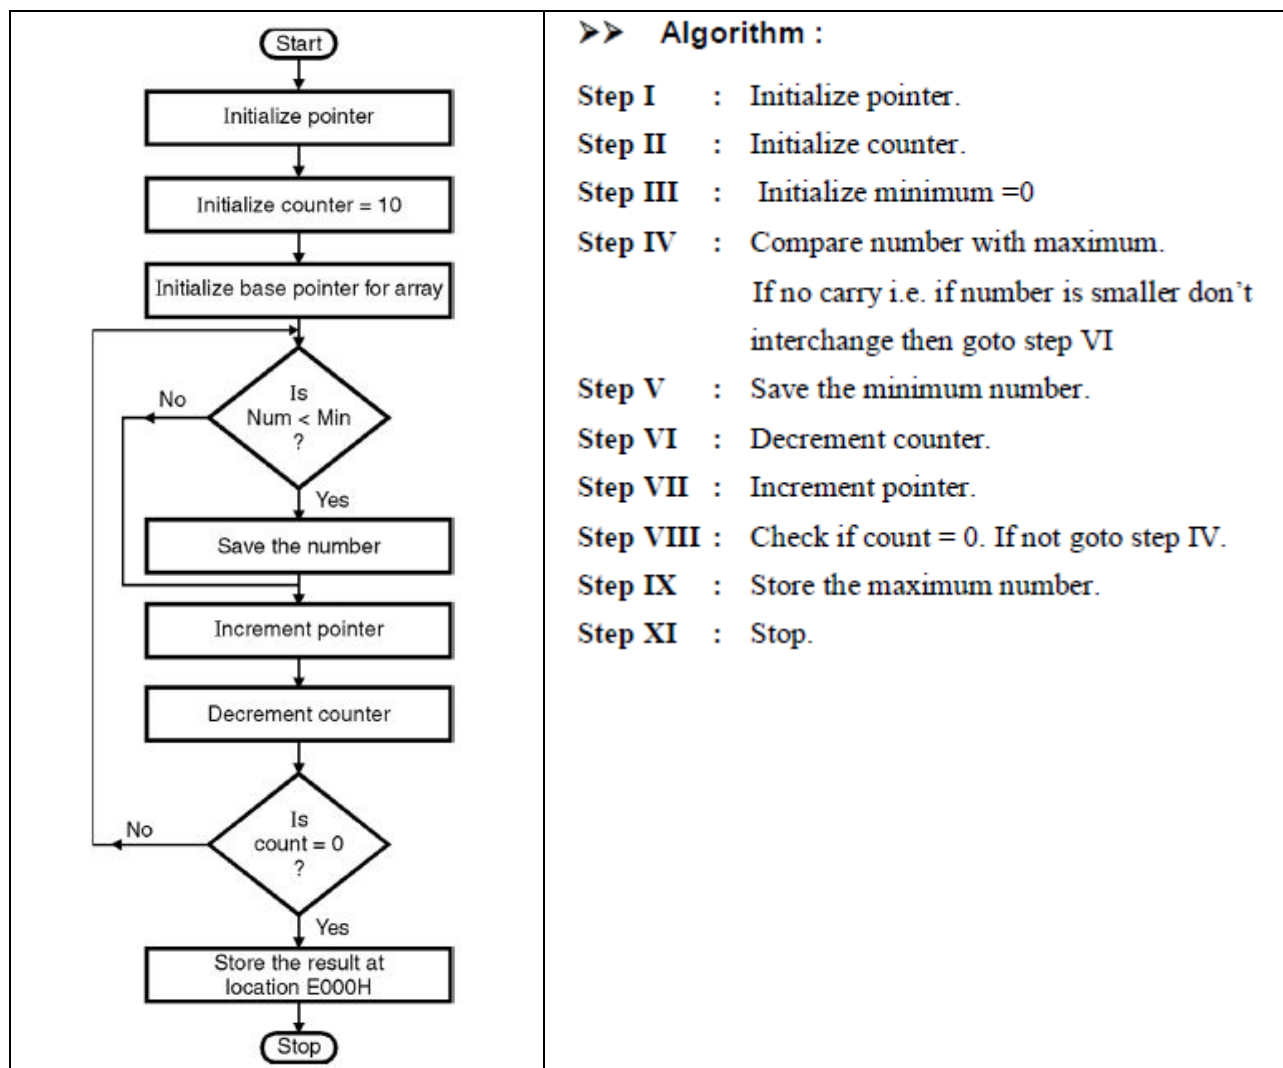 Start
Initialize pointer
Initialize counter = 10
Initialize base pointer for array
Is
Num < Min
?
No
Yes
Save the number
Increment pointer
Decrement counter
Is
count = 0
?
No
Yes
Store the result at
location E000H
Stop
➢➢ Algorithm :
Step I : Initialize pointer.
Step II : Initialize counter.
Step III : Initialize minimum =0
Step IV : Compare number with maximum.
If no carry i.e. if number is smaller don’t
interchange then goto step VI
Step V : Save the minimum number.
Step VI : Decrement counter.
Step VII : Increment pointer.
Step VIII : Check if count = 0. If not goto step IV.
Step IX : Store the maximum number.
Step XI : Stop.